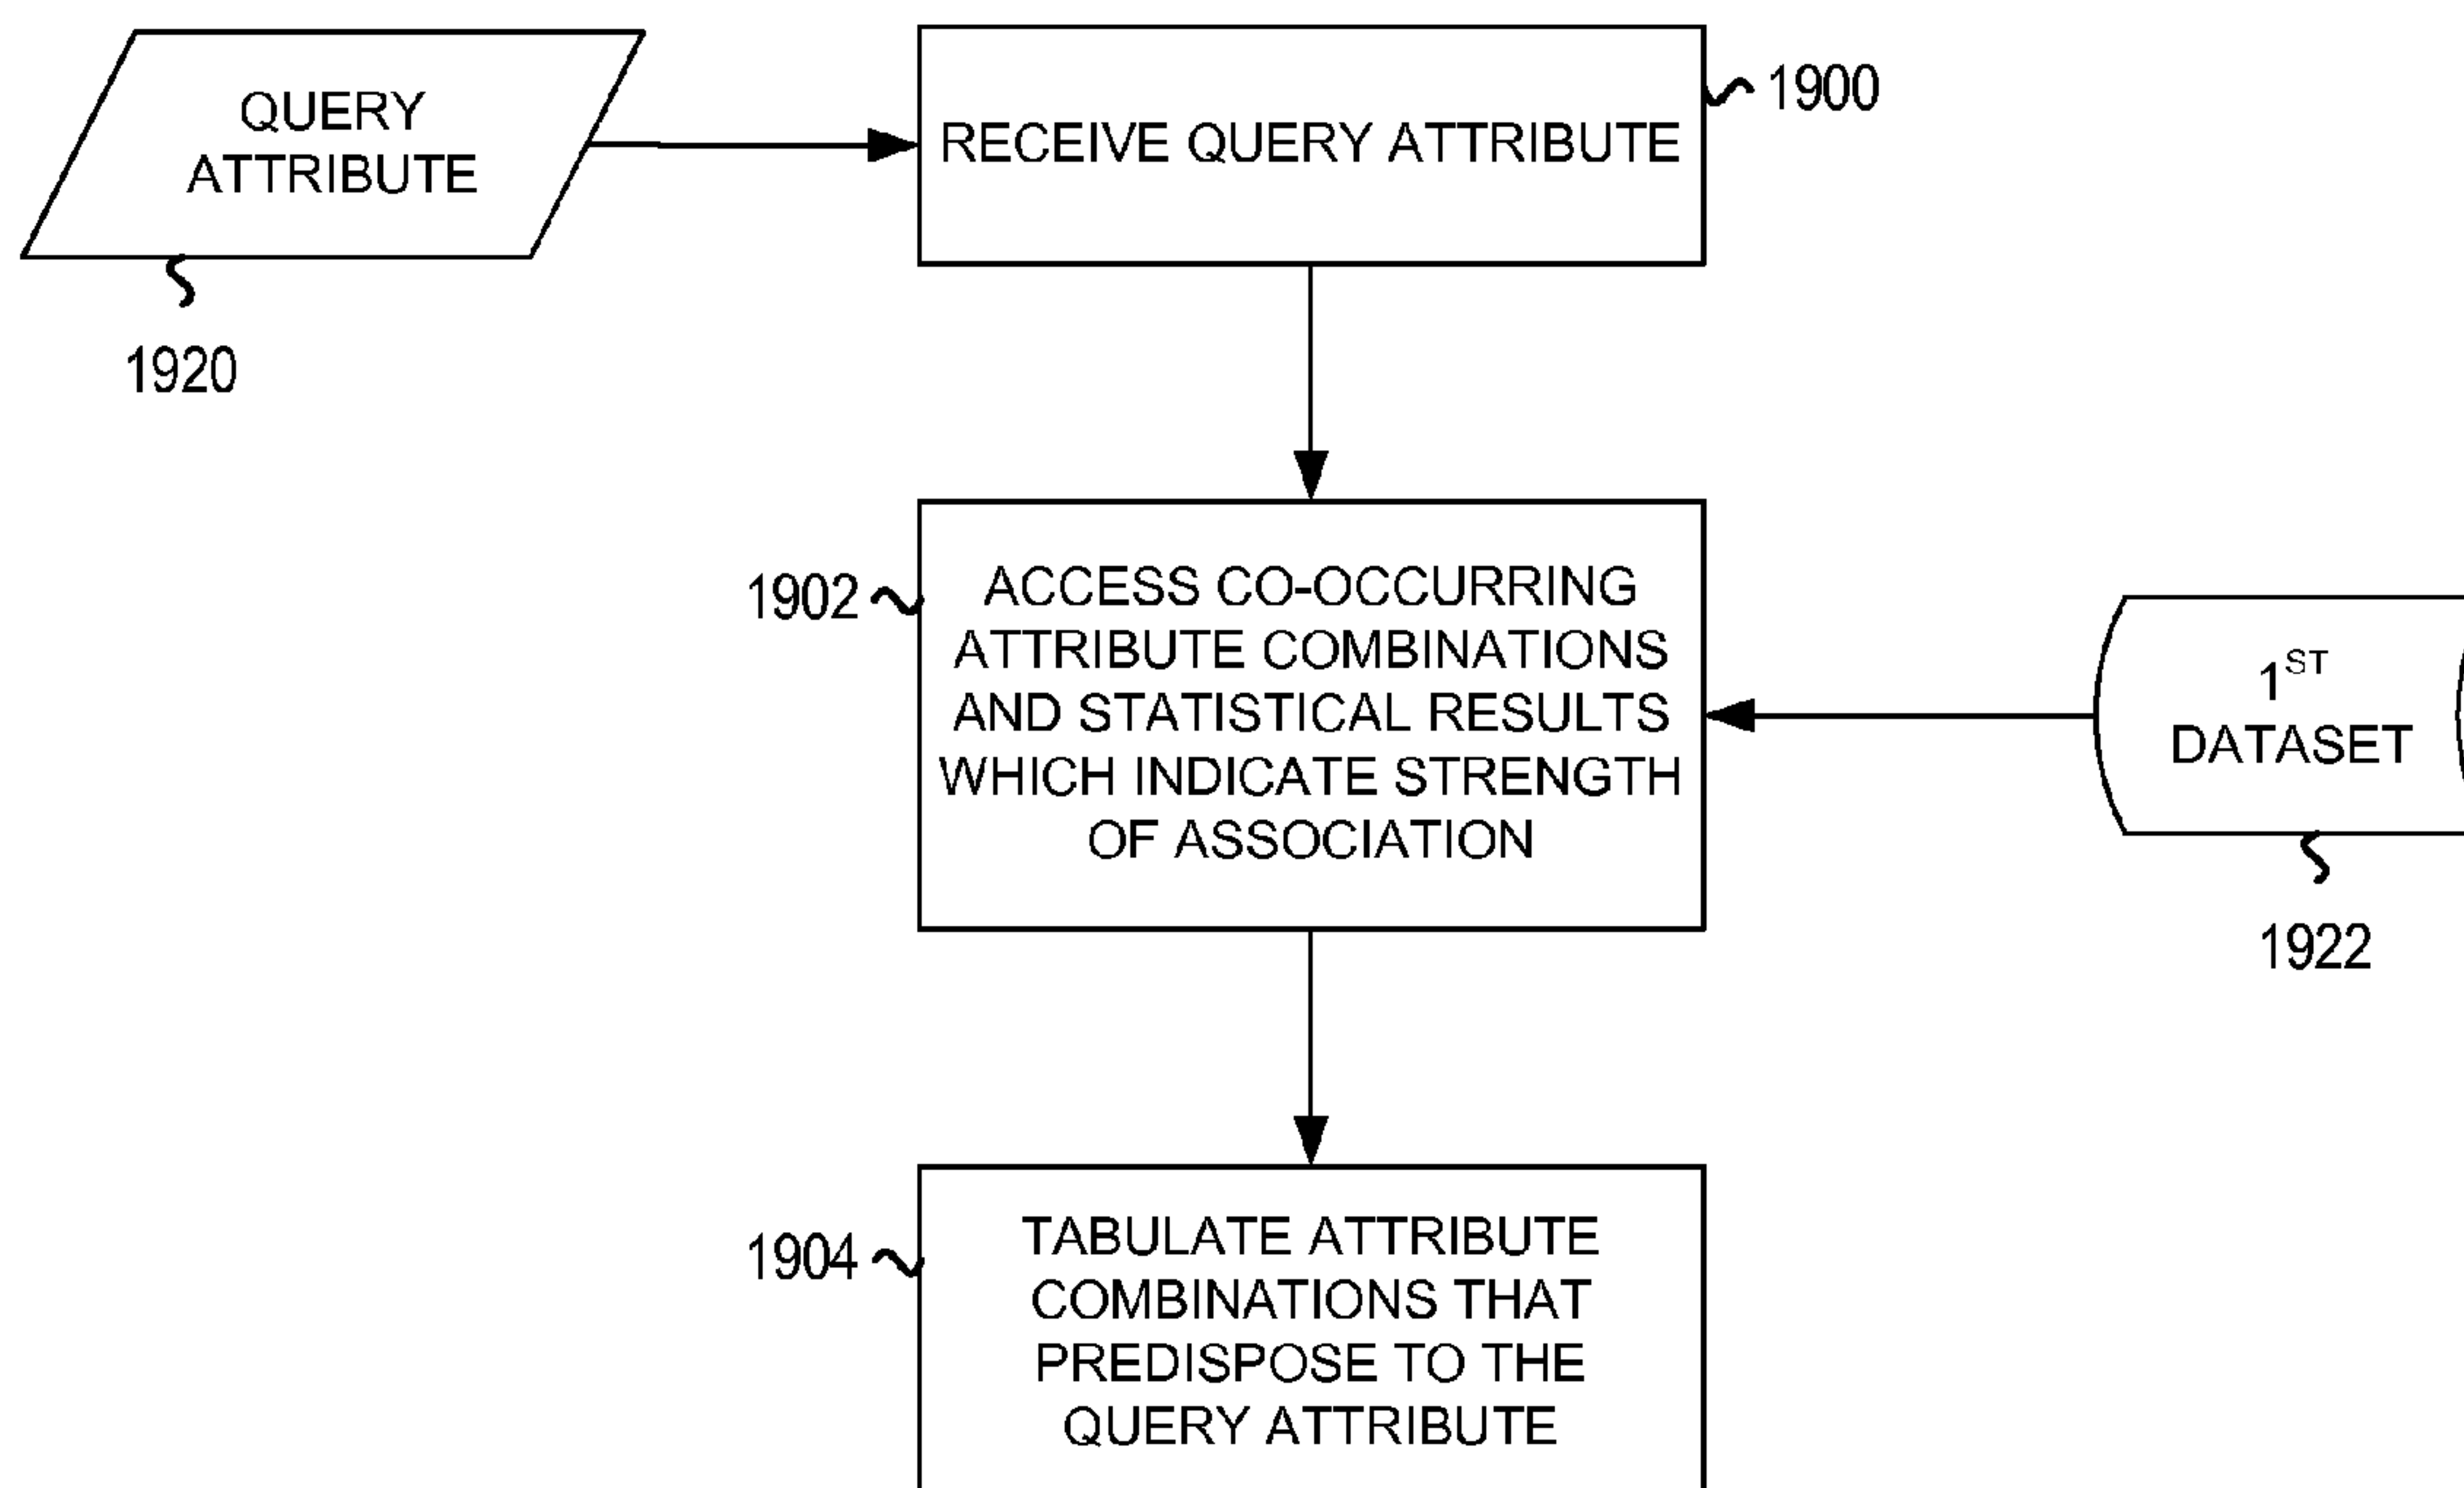 QUERY
ATTRIBUTE
1920
RECEIVE QUERY ATTRIBUTE
1900
1902
ACCESS CO-OCCURRING
ATTRIBUTE COMBINATIONS
AND STATISTICAL RESULTS
WHICH INDICATE STRENGTH
OF ASSOCIATION
1ST
DATASET
1922
1904
TABULATE ATTRIBUTE
COMBINATIONS THAT
PREDISPOSE TO THE
QUERY ATTRIBUTE